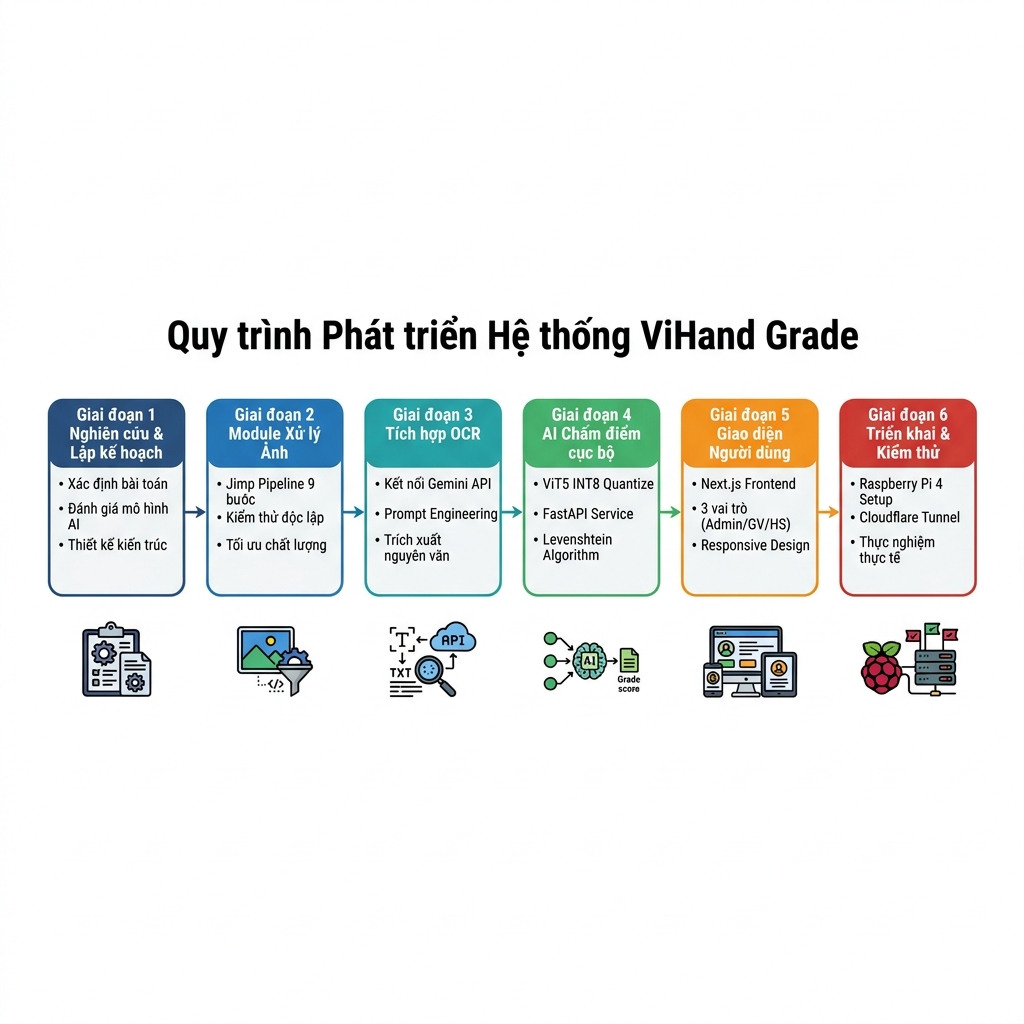 Quy trình Phát triển Hệ thống ViHand Grade
Giai đoạn 1
Nghiên cứu &
Lập kế hoạch
• Xác định bài toán
• Đánh giá mô hình
AI
• Thiết kế kiến trúc
Giai đoạn 2
Module Xử lý
Ảnh
• Jimp Pipeline 9
bước
• Kiểm thử độc lập
• Tối ưu chất lượng
Giai đoạn 3
Tích hợp OCR
• Kết nối Gemini API
• Prompt Engineering
• Trích xuất
nguyên văn
Giai đoạn 4
AI Chấm điểm
cục bộ
• ViT5 INT8 Quantize
• FastAPI Service
• Levenshtein
Algorithm
Giai đoạn 5
Giao diện
Người dùng
• Next.js Frontend
• 3 vai trò
(Admin/GV/HS)
• Responsive Design
Giai đoạn 6
Triển khai &
Kiểm thử
• Raspberry Pi 4
Setup
• Cloudflare Tunnel
• Thực nghiệm
thực tế
</>
T
API
TXT
AI
Grade
score